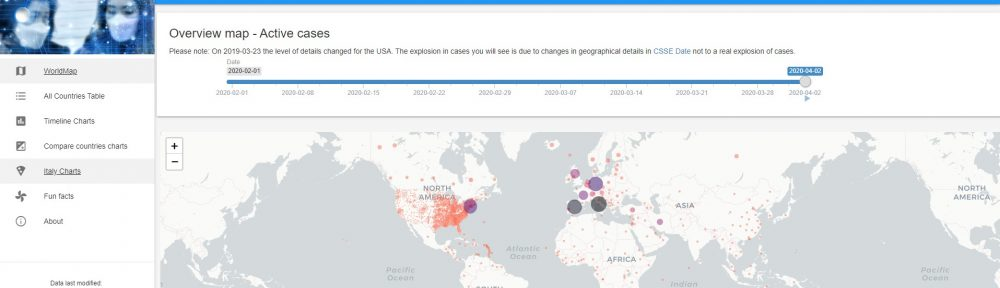 WorldMap
All Countries Table
Timeline Charts
Compare countries charts
Italy Charts
Fun facts
About
Data last modified:
Overview map - Active cases
Please note: On 2019-03-23 the level of details changed for the USA. The explosion in cases you will see is due to changes in geographical details in CSSE Date not to a real explosion of cases.
Date
2020-02-01
2020-04-02
2020-02-01 2020-02-08 2020-02-15 2020-02-22 2020-02-29 2020-03-07 2020-03-14 2020-03-21 2020-03-28 2020-04-02
+
−
NORTH
AMERICA
ASIA
NORTH
AMERICA
Atlantic
Ocean
AFRICA
Pacific
Ocean
Indian
Pacific
Ocean
SOUTH